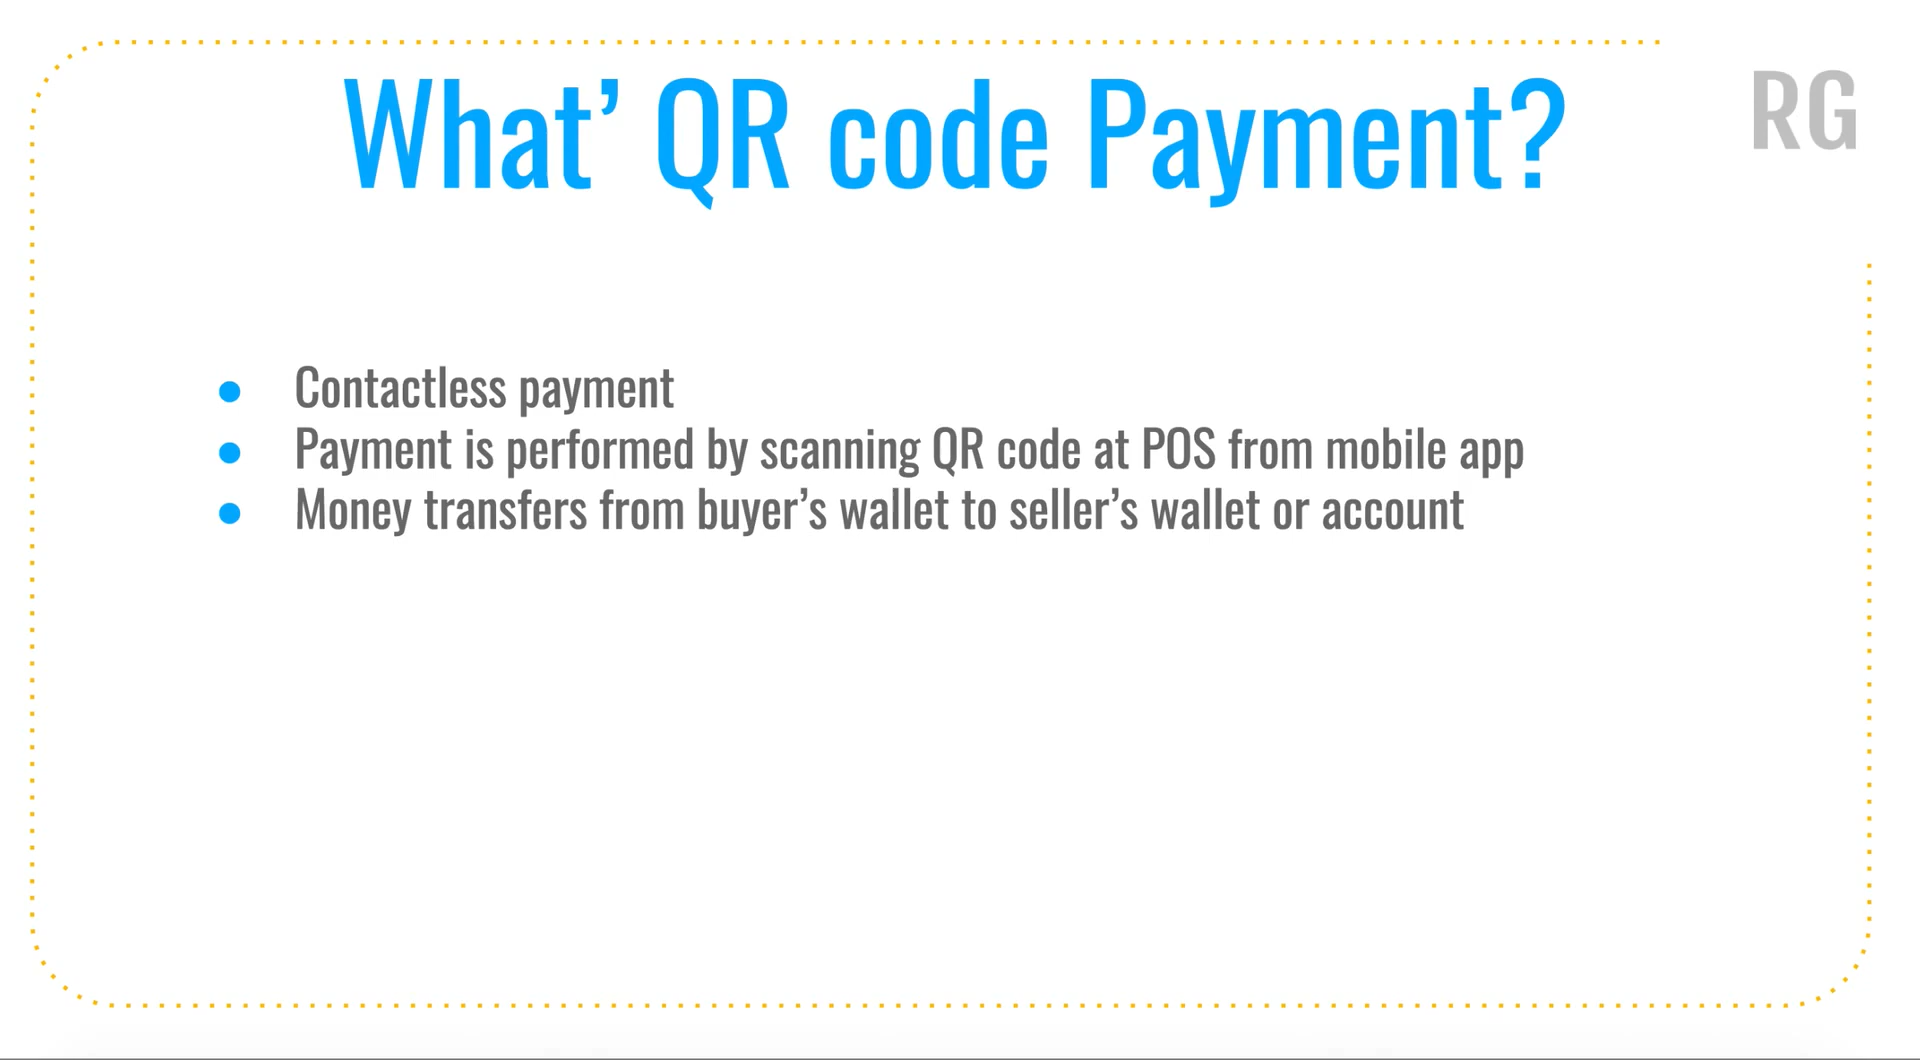 What’ QR code Payment?
RG
Contactless payment
Payment is performed by scanning QR code at POS from mobile app
Money transfers from buyer’s wallet to seller’s wallet or account